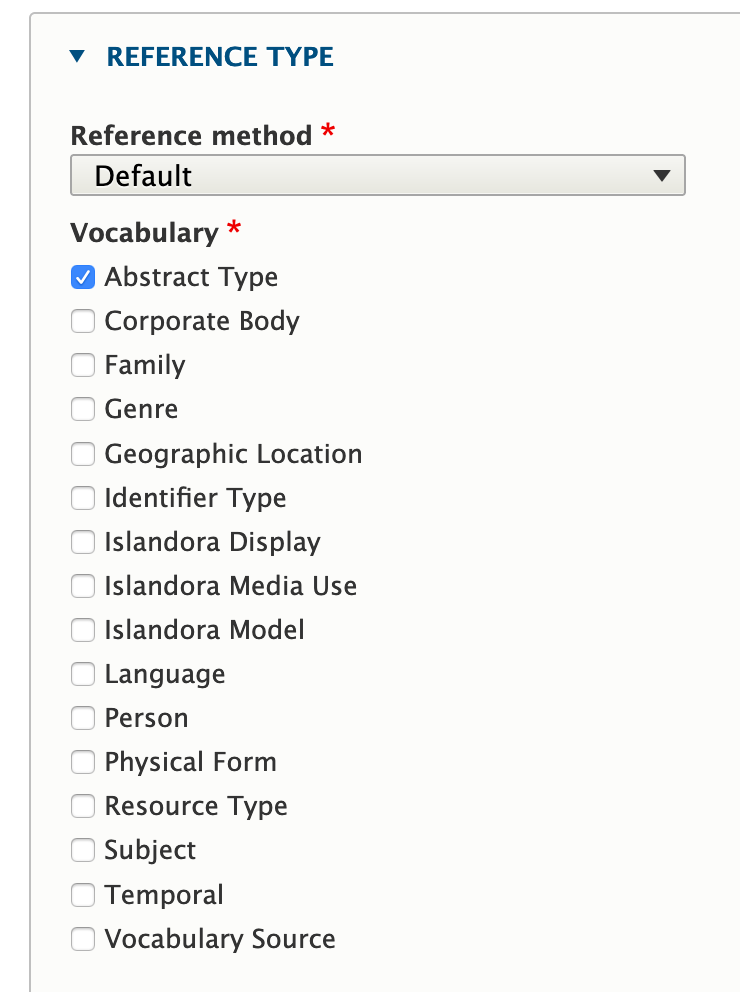 REFERENCE TYPE
Reference method *
Default
Vocabulary *
Abstract Type
Corporate Body
Family
Genre
Geographic Location
Identifier Type
Islandora Display
Islandora Media Use
Islandora Model
Language
Person
Physical Form
Resource Type
Subject
Temporal
Vocabulary Source